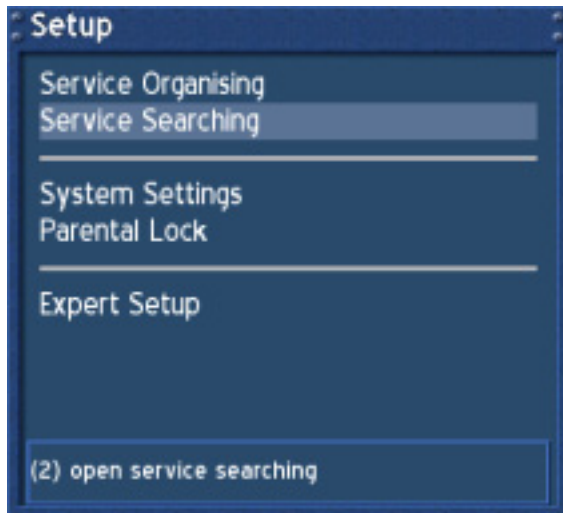 Setup
Service Organising
Service Searching
System Settings
Parental Lock
Expert Setup
(2) open service searching